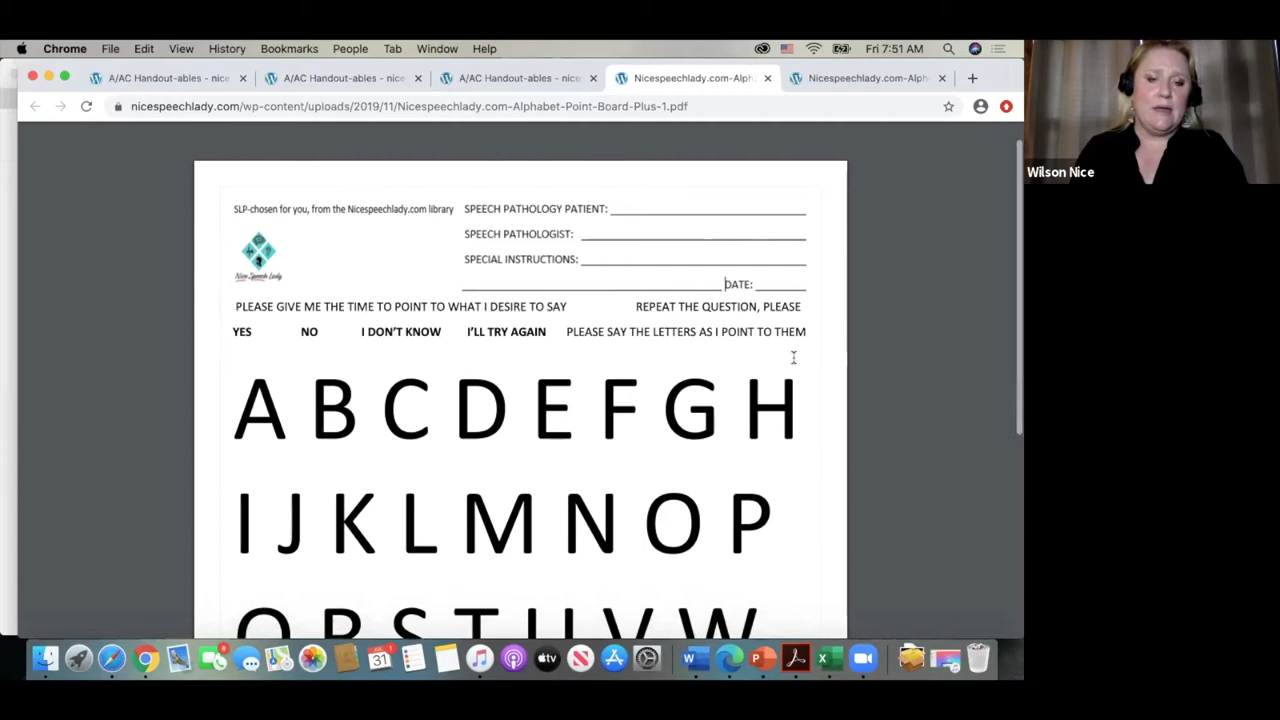 Chrome File Edit View History Bookmarks People Tab Window Help Fri 7:51 AM
A/AC Handout-ables - nice A/AC Handout-ables - nice A/AC Handout-ables - nice Nicespeechlady.com-Alph Nicespeechlady.com-Alph
nicespeechlady.com/wp-content/uploads/2019/11/Nicespeechlady.com-Alphabet-Point-Board-Plus-1.pdf
Wilson Nice
SLP-chosen for you, from the Nicespeechlady.com library SPEECH PATHOLOGY PATIENT:
SPEECH PATHOLOGIST:
SPECIAL INSTRUCTIONS:
Nice Speech Lady
DATE:
PLEASE GIVE ME THE TIME TO POINT TO WHAT I DESIRE TO SAY REPEAT THE QUESTION, PLEASE
YES NO I DON'T KNOW I'LL TRY AGAIN PLEASE SAY THE LETTERS AS I POINT TO THEM
A B C D E F G H
I J K L M N O P
Q R S T U V W
31
tv